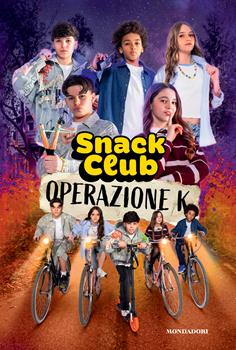 Snack
Club
OPERAZIONE K
MONDADORI